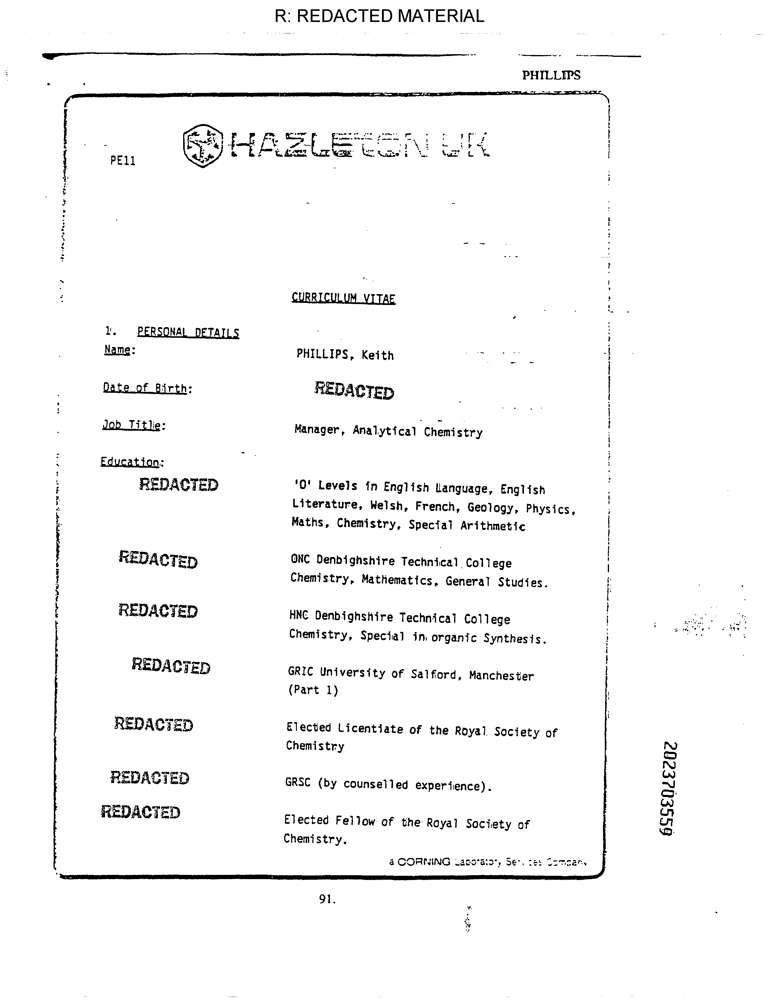 R: REDACTED MATERIAL
PHILLIPS
PE11
HAZLETON UK
CURRICULUM VITAE
1. PERSONAL DETAILS
Name: PHILLIPS, Keith
Date of Birth: REDACTED
Job Title: Manager, Analytical Chemistry
Education:
REDACTED 'O' Levels in English Language, English
Literature, Welsh, French, Geology, Physics,
Maths, Chemistry, Special Arithmetic
REDACTED ONC Denbighshire Technical College
Chemistry, Mathematics, General Studies.
REDACTED HNC Denbighshire Technical College
Chemistry, Special in organic Synthesis.
REDACTED GRIC University of Salford, Manchester
(Part 1)
REDACTED Elected Licentiate of the Royal Society of
Chemistry
REDACTED GRSC (by counselled experience).
REDACTED Elected Fellow of the Royal Society of
Chemistry.
a CORNING Laboratory Services Company
91.
2023703559